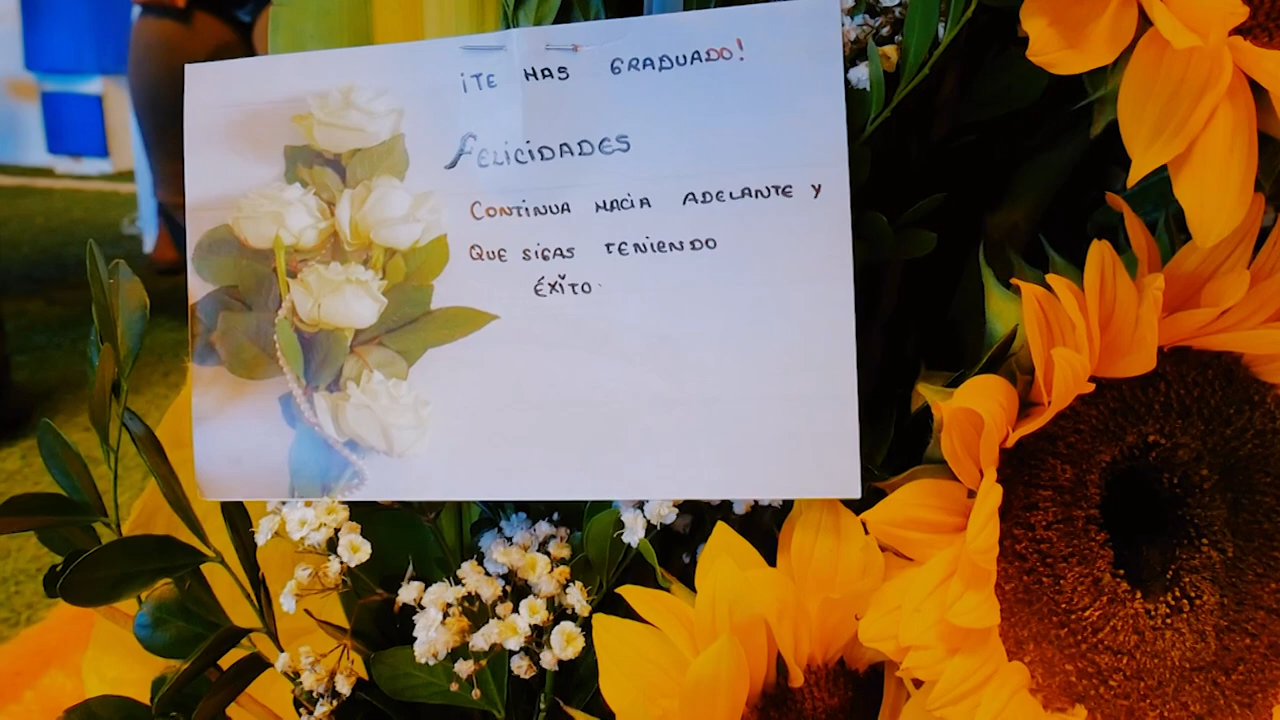 ¡TE HAS GRADUADO!
FELICIDADES
CONTINUA HACIA ADELANTE Y
QUE SIGAS TENIENDO
ÉXITO.